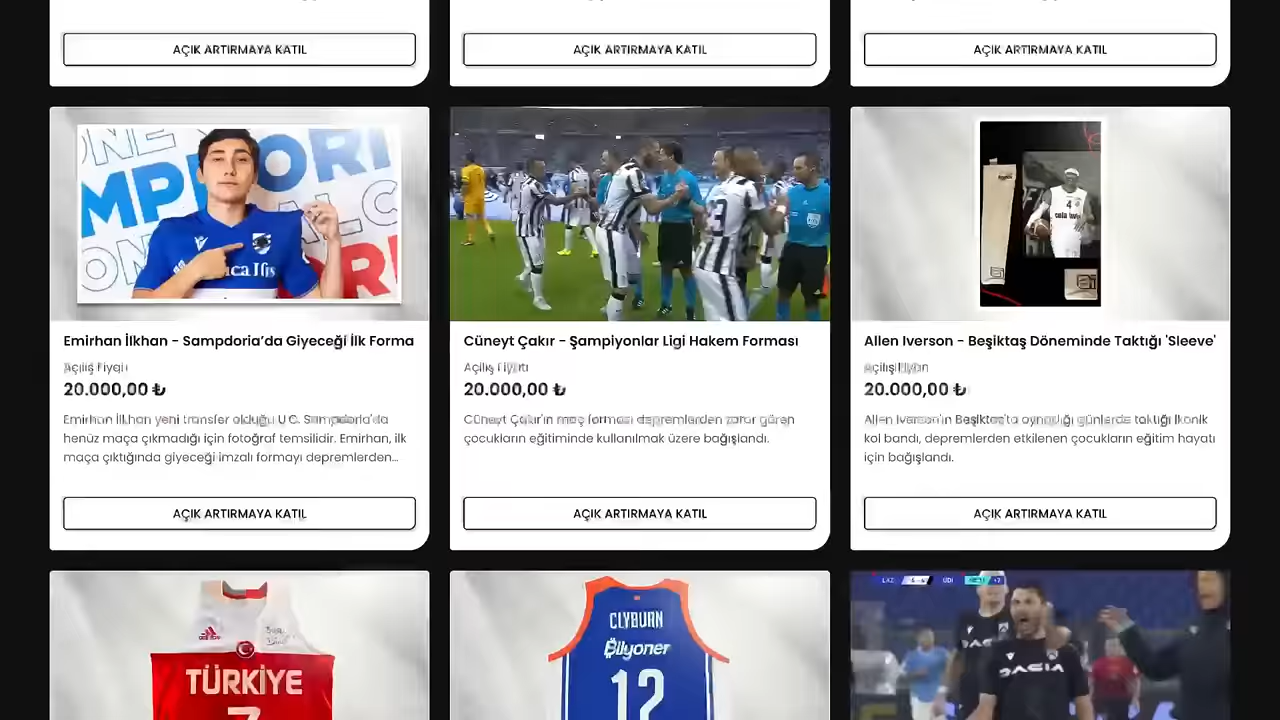 AÇIK ARTIRMAYA KATIL
AÇIK ARTIRMAYA KATIL
AÇIK ARTIRMAYA KATIL
Emirhan İlkhan - Sampdoria’da Giyeceği İlk Forma
Açılış Fiyatı
20.000,00 ₺
Emirhan İlkhan yeni transfer olduğu U.C. Sampdoria'da
henüz maça çıkmadığı için fotoğraf temsilidir. Emirhan, ilk
maça çıktığında giyeceği imzalı formayı depremlerden...
AÇIK ARTIRMAYA KATIL
Cüneyt Çakır - Şampiyonlar Ligi Hakem Forması
Açılış Fiyatı
20.000,00 ₺
Cüneyt Çakır'ın maç forması depremlerden zarar gören
çocukların eğitiminde kullanılmak üzere bağışlandı.
AÇIK ARTIRMAYA KATIL
Allen Iverson - Beşiktaş Döneminde Taktığı 'Sleeve'
Açılış Fiyatı
20.000,00 ₺
Allen Iverson'ın Beşiktaş'ta oynadığı günlerde taktığı ikonik
kol bandı, depremlerden etkilenen çocukların eğitim hayatı
için bağışlandı.
AÇIK ARTIRMAYA KATIL
TÜRKİYE
7
CLYBURN
Bilyoner
12
DACIA